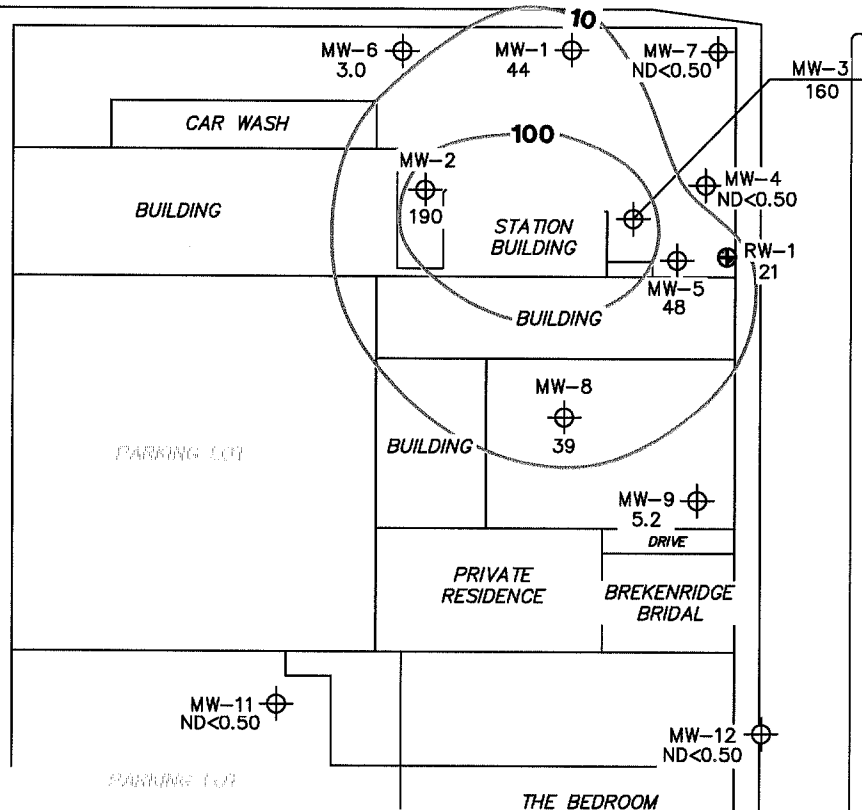 10
MW-6
3.0
MW-1
44
MW-7
ND<0.50
MW-3
160
CAR WASH
100
MW-2
190
MW-4
ND<0.50
BUILDING
STATION
BUILDING
RW-1
21
MW-5
48
BUILDING
MW-8
39
BUILDING
PARKING LOT
MW-9
5.2
DRIVE
PRIVATE
RESIDENCE
BREKENRIDGE
BRIDAL
MW-11
ND<0.50
MW-12
ND<0.50
PARKING LOT
THE BEDROOM